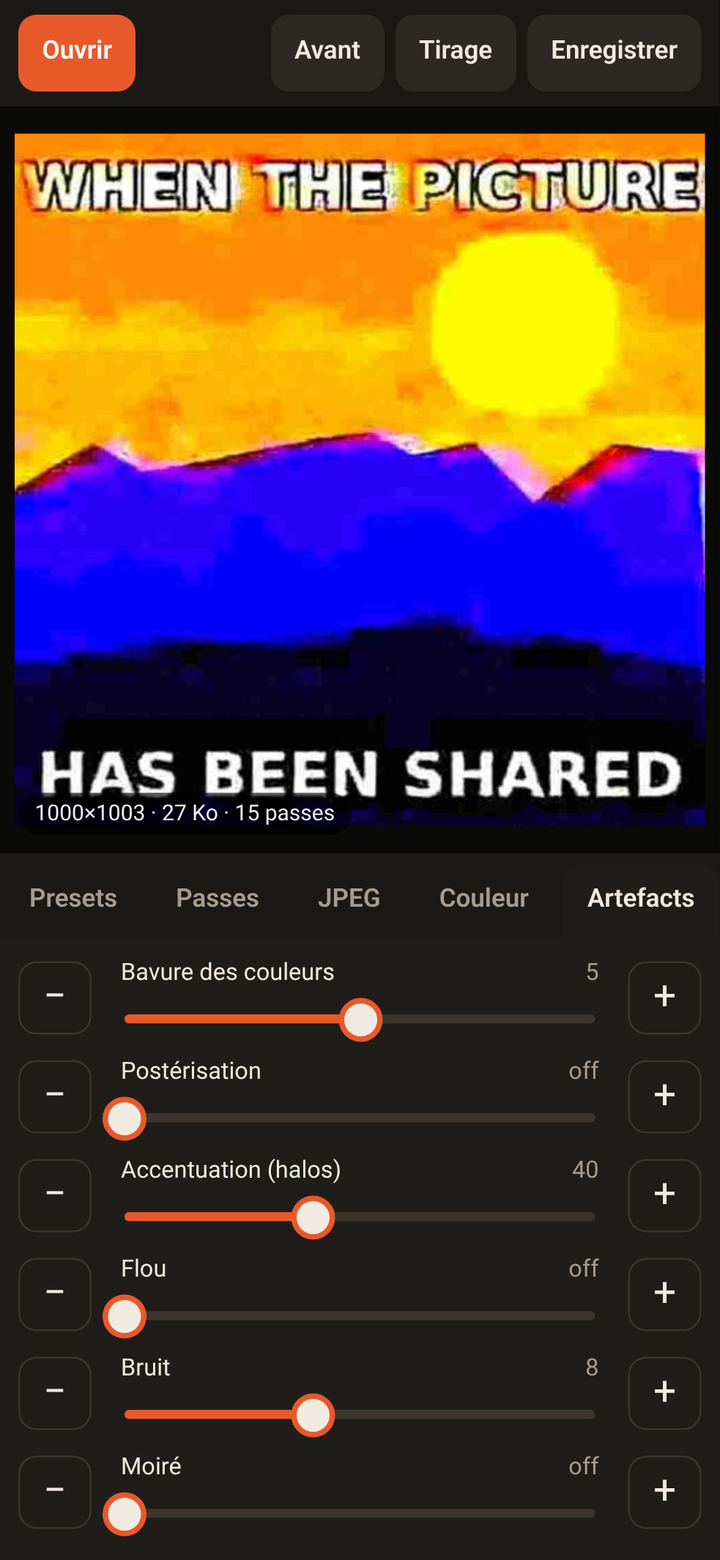 Ouvrir
Avant
Tirage
Enregistrer
WHEN THE PICTURE
HAS BEEN SHARED
1000×1003 · 27 Ko · 15 passes
Presets
Passes
JPEG
Couleur
Artefacts
Bavure des couleurs
5
−
+
Postérisation
off
−
+
Accentuation (halos)
40
−
+
Flou
off
−
+
Bruit
8
−
+
Moiré
off
−
+